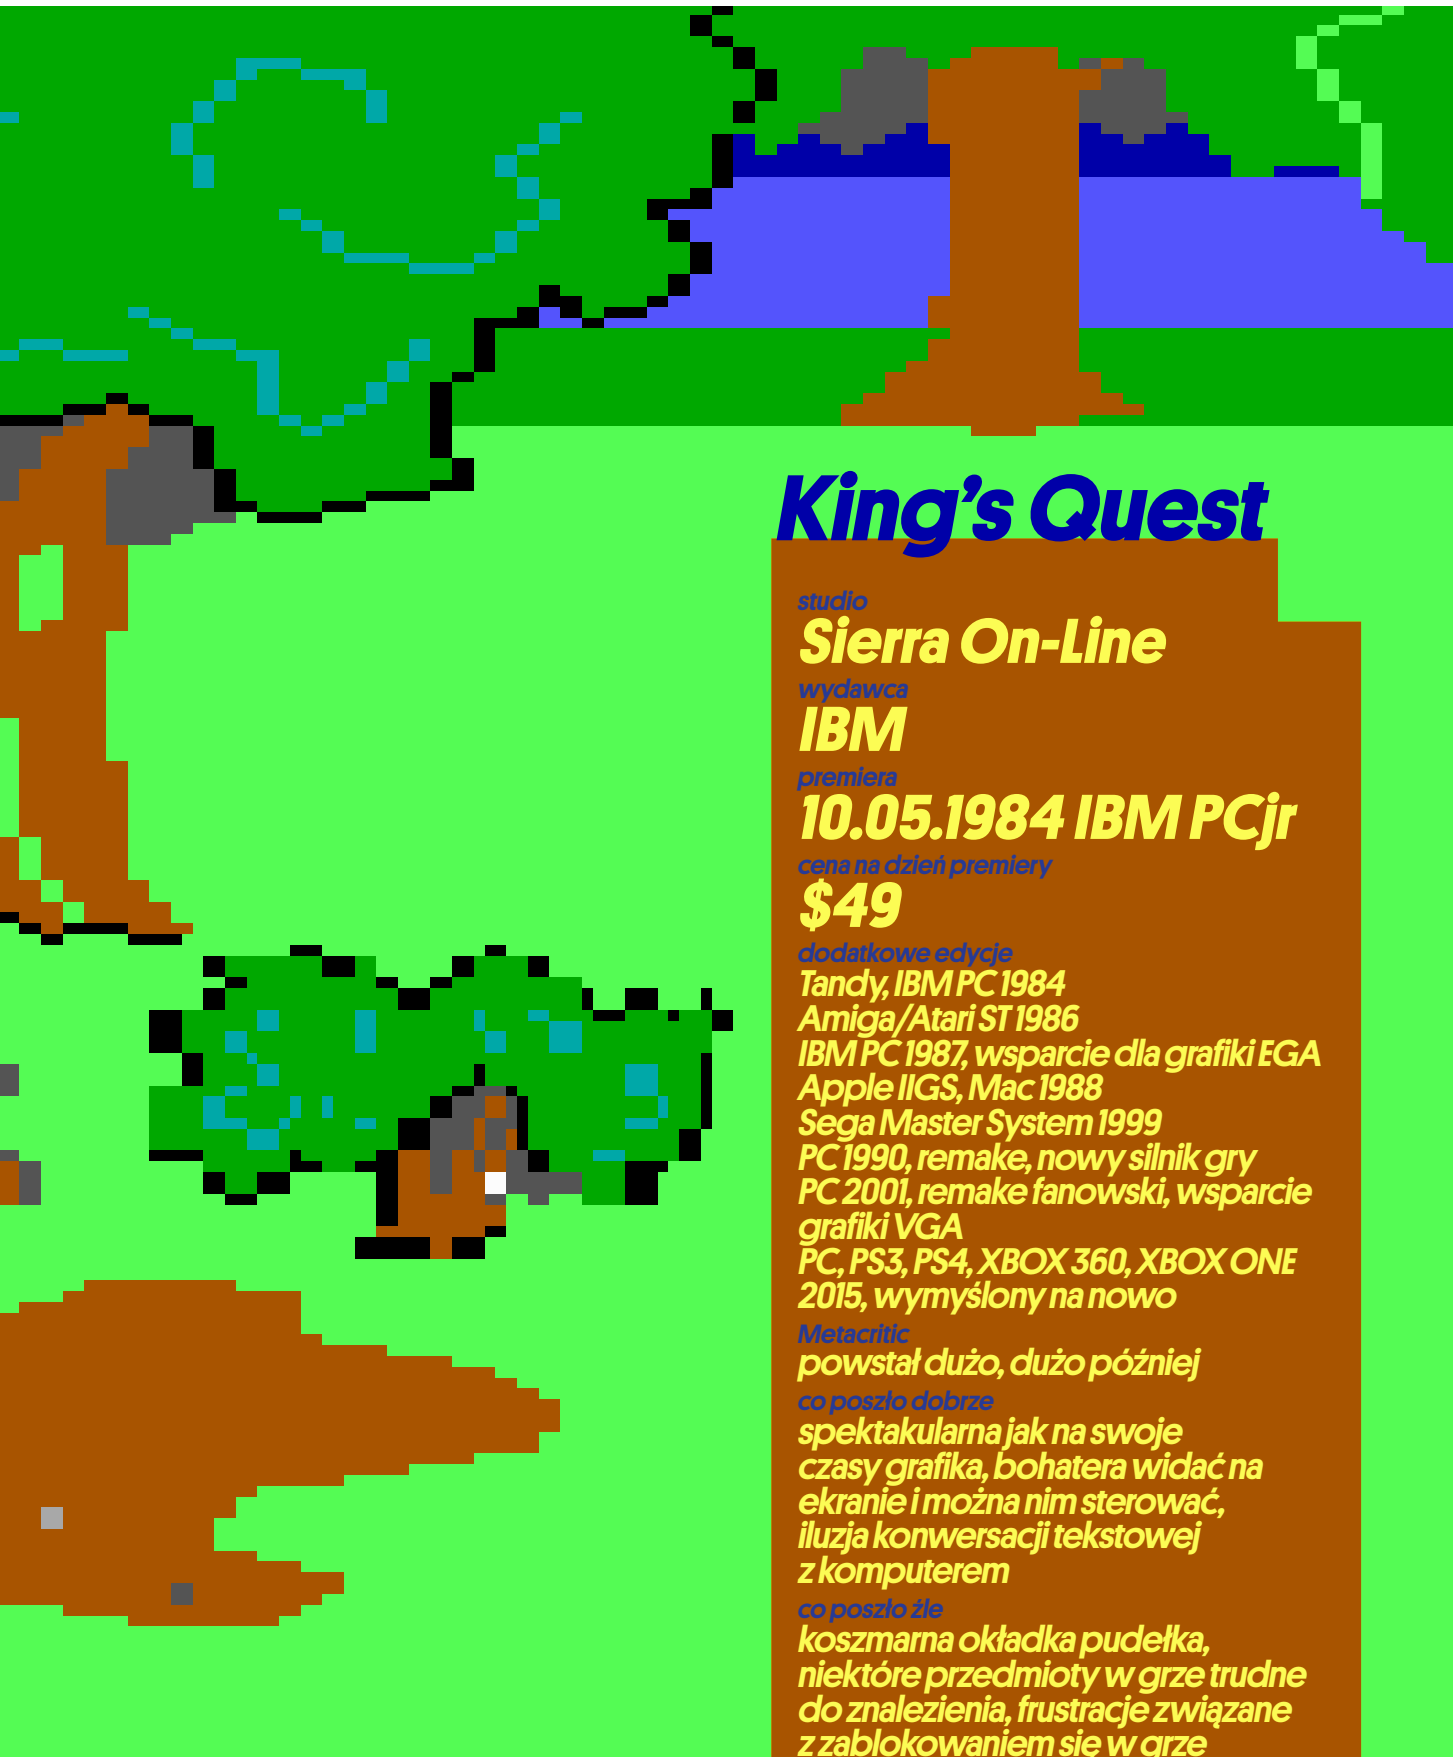 King's Quest
studio
Sierra On-Line
wydawca
IBM
premiera
10.05.1984 IBM PCjr
cena na dzień premiery
$49
dodatkowe edycje
Tandy, IBM PC 1984
Amiga/Atari ST 1986
IBM PC 1987, wsparcie dla grafiki EGA
Apple IIGS, Mac 1988
Sega Master System 1999
PC 1990, remake, nowy silnik gry
PC 2001, remake fanowski, wsparcie
grafiki VGA
PC, PS3, PS4, XBOX 360, XBOX ONE
2015, wymyślony na nowo
Metacritic
powstał dużo, dużo później
co poszło dobrze
spektakularna jak na swoje
czasy grafika, bohatera widać na
ekranie i można nim sterować,
iluzja konwersacji tekstowej
z komputerem
co poszło źle
koszmarna okładka pudełka,
niektóre przedmioty w grze trudne
do znalezienia, frustracje związane
z zablokowaniem się w grze